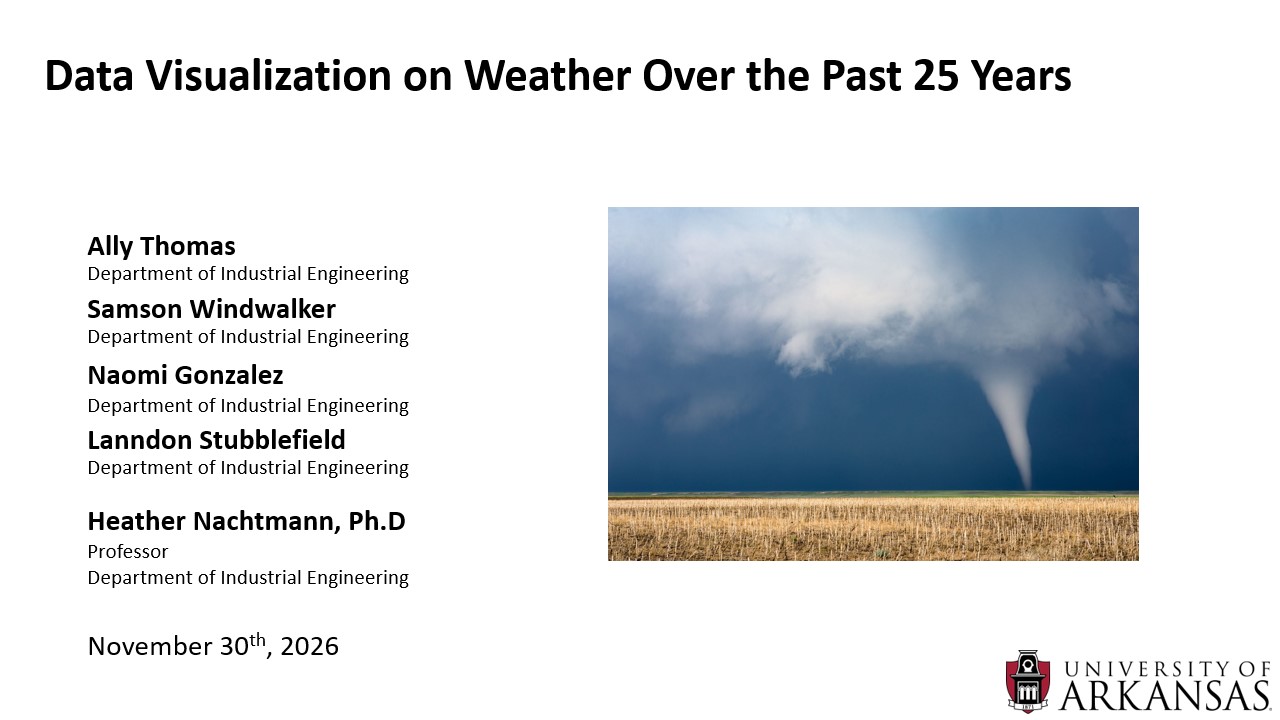 Data Visualization on Weather Over the Past 25 Years
Ally Thomas
Department of Industrial Engineering
Samson Windwalker
Department of Industrial Engineering
Naomi Gonzalez
Department of Industrial Engineering
Lanndon Stubblefield
Department of Industrial Engineering
Heather Nachtmann, Ph.D
Professor
Department of Industrial Engineering
November 30th, 2026
UNIVERSITY OF
ARKANSAS.
1871